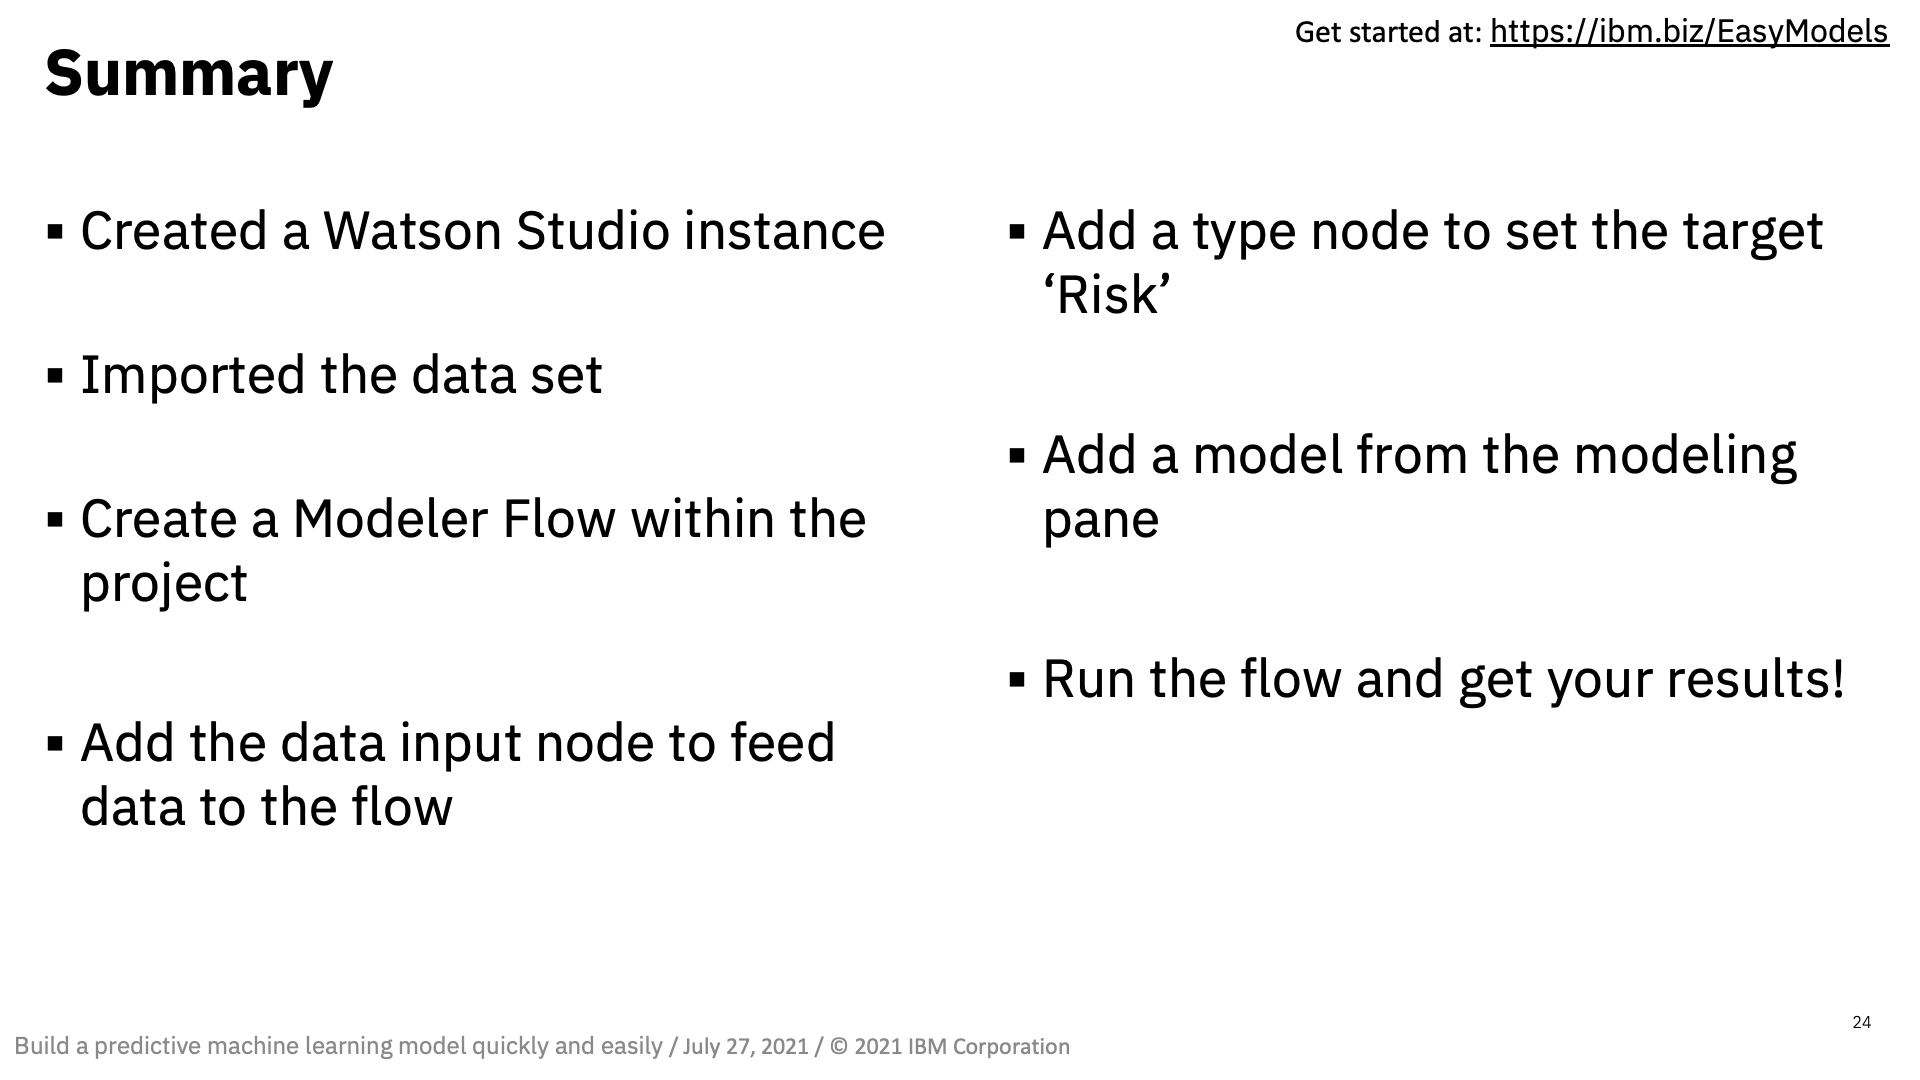 Get started at: https://ibm.biz/EasyModels
Summary
▪ Created a Watson Studio instance
▪ Imported the data set
▪ Create a Modeler Flow within the
project
▪ Add the data input node to feed
data to the flow
▪ Add a type node to set the target
‘Risk’
▪ Add a model from the modeling
pane
▪ Run the flow and get your results!
24
Build a predictive machine learning model quickly and easily / July 27, 2021 / © 2021 IBM Corporation